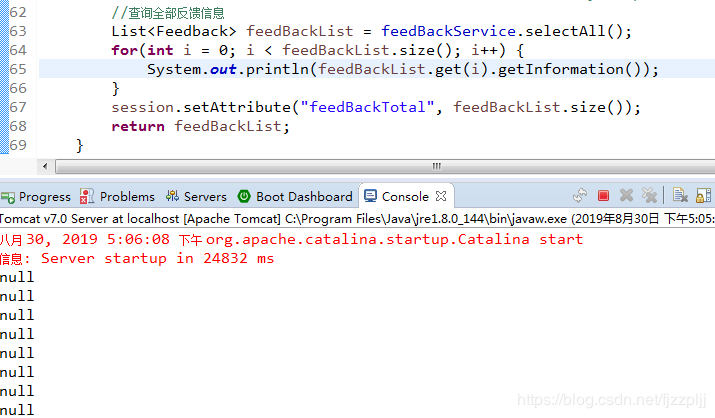 62 //查询全部反馈信息
63 List<Feedback> feedBackList = feedBackService.selectAll();
64 for(int i = 0; i < feedBackList.size(); i++) {
65 System.out.println(feedBackList.get(i).getInformation());
66 }
67 session.setAttribute("feedBackTotal", feedBackList.size());
68 return feedBackList;
69 }
Progress Problems Servers Boot Dashboard Console
Tomcat v7.0 Server at localhost [Apache Tomcat] C:\Program Files\Java\jre1.8.0_144\bin\javaw.exe (2019年8月30日 下午5:05:
八月 30, 2019 5:06:08 下午 org.apache.catalina.startup.Catalina start
信息: Server startup in 24832 ms
null
null
null
null
null
null
null
null
https://blog.csdn.net/fjzzpljj